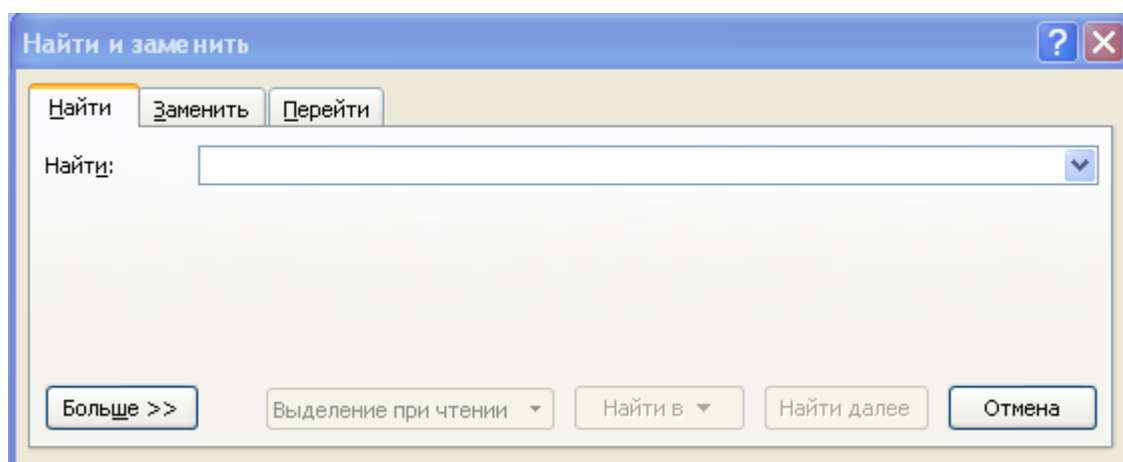 Найти и заменить
Найти Заменить Перейти
Найти:
Больше >> Выделение при чтении Найти в Найти далее Отмена